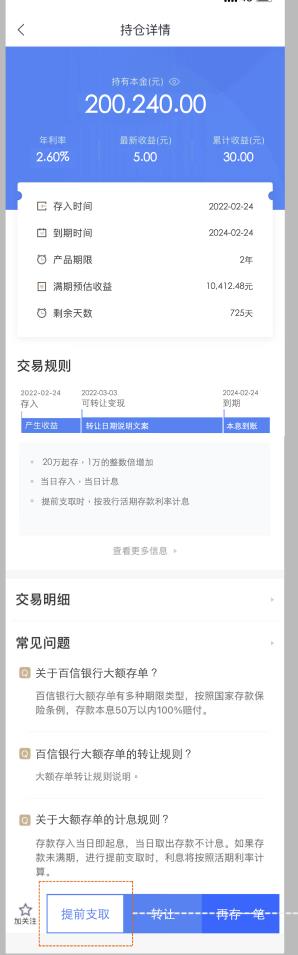 持仓详情
持有本金(元)
200,240.00
年利率 最新收益(元) 累计收益(元)
2.60% 5.00 30.00
存入时间 2022-02-24
到期时间 2024-02-24
产品期限 2年
满期预估收益 10,412.48元
剩余天数 725天
交易规则
2022-02-24 2022-03-03 2024-02-24
存入 可转让变现 到期
产生收益 转让日期说明文案 本息到账
20万起存，1万的整数倍增加
当日存入，当日计息
提前支取时，按我行活期存款利率计息
查看更多信息
交易明细
常见问题
Q 关于百信银行大额存单？
百信银行大额存单有多种期限类型，按照国家存款保
险条例，存款本息50万以内100%赔付。
Q 百信银行大额存单的转让规则？
大额存单转让规则说明。
Q 关于大额存单的计息规则？
存款存入当日即起息，当日取出存款不计息。如果存
款未满期，进行提前支取时，利息将按照活期利率计
算。
加关注 提前支取 转让 再存一笔